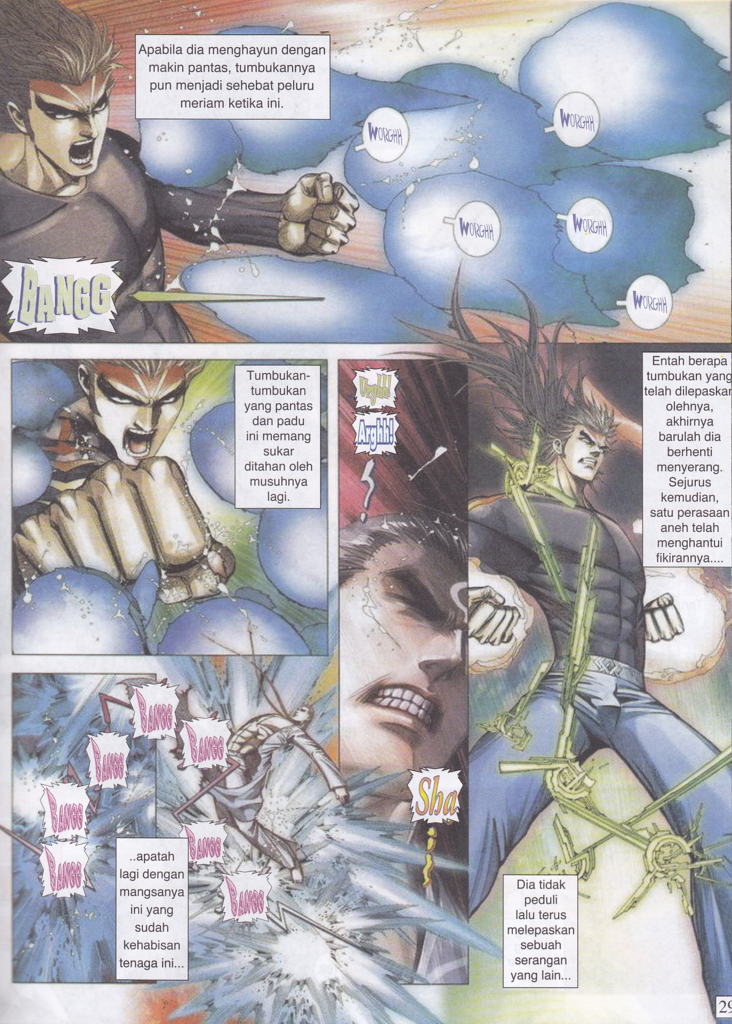 Apabila dia menghayun dengan
makin pantas, tumbukannya
pun menjadi sehebat peluru
meriam ketika ini.
WORGHH
WORGHH
WORGHH
WORGHH
WORGHH
BANGG
Tumbukan-
tumbukan
yang pantas
dan padu
ini memang
sukar
ditahan oleh
musuhnya
lagi.
Urghh!
Arghh!
Entah berapa
tumbukan yang
telah dilepaskan
olehnya,
akhirnya
barulah dia
berhenti
menyerang.
Sejurus
kemudian,
satu perasaan
aneh telah
menghantui
fikirannya....
BANGG
BANGG
BANGG
BANGG
BANGG
BANGG
BANGG
..apatah
lagi dengan
mangsanya
ini yang
sudah
kehabisan
tenaga ini...
Sha
Dia tidak
peduli
lalu terus
melepaskan
sebuah
serangan
yang lain...
29